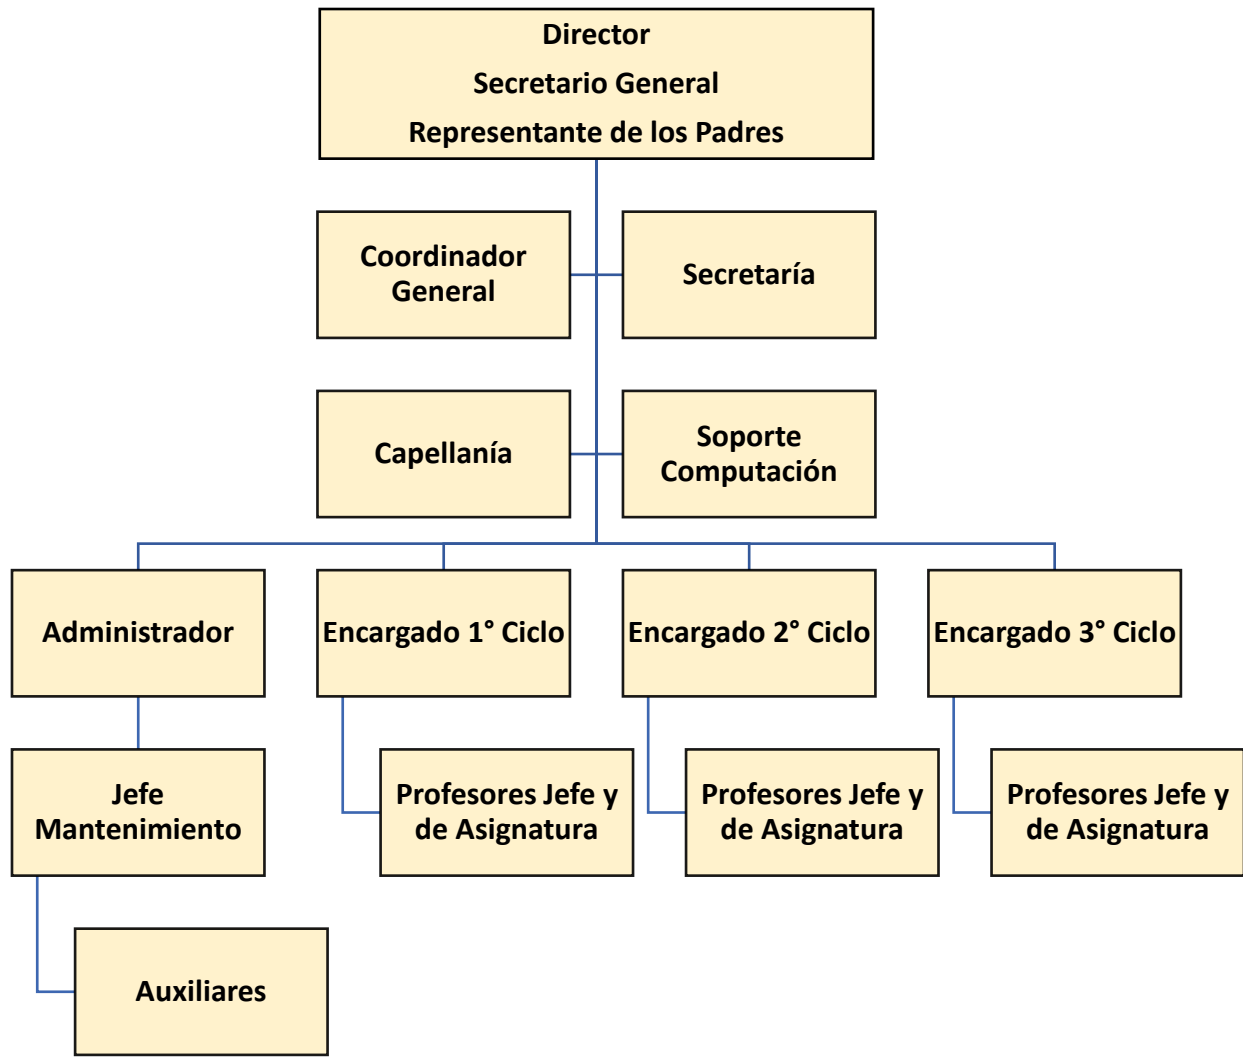 Director
Secretario General
Representante de los Padres
Coordinador
General
Secretaría
Capellanía
Soporte
Computación
Administrador
Encargado 1° Ciclo
Encargado 2° Ciclo
Encargado 3° Ciclo
Jefe
Mantenimiento
Profesores Jefe y
de Asignatura
Profesores Jefe y
de Asignatura
Profesores Jefe y
de Asignatura
Auxiliares